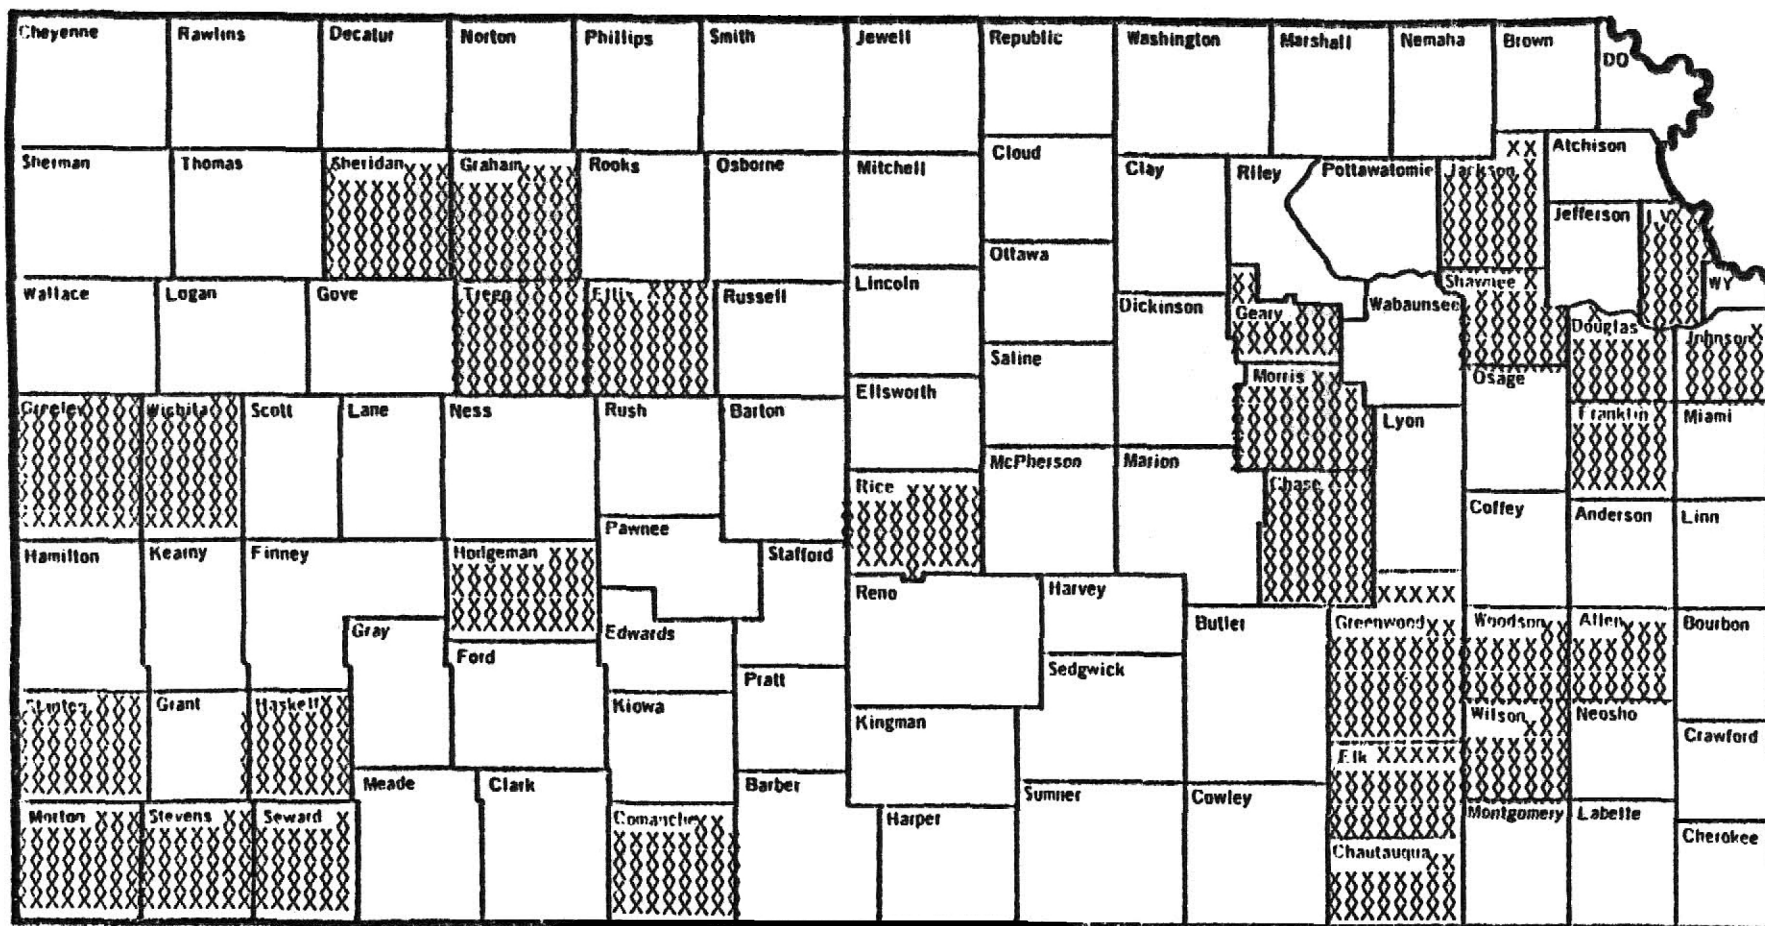 Cheyenne Rawlins Decatur Norton Phillips Smith Jewell Republic Washington Marshall Nemaha Brown
DO
Sherman Thomas Sheridan Graham Rooks Osborne Mitchell Cloud Clay Riley Pottawatomie Jackson Atchison
Jefferson LV
Wallace Logan Gove Trego Ellis Russell Lincoln Ottawa Dickinson Geary Wabaunsee Shawnee Douglas WY
Johnson
Saline Morris Osage
Greeley Wichita Scott Lane Ness Rush Barton Ellsworth Lyon Franklin Miami
McPherson Marion Chase
Rice Coffey Anderson Linn
Hamilton Kearny Finney Hodgeman Pawnee Stafford
Reno Harvey
Gray Ford Edwards Butler Greenwood Woodson Allen Bourbon
Pratt Sedgwick
Stanton Grant Haskell Kiowa Kingman Wilson Neosho
Crawford
Meade Clark Barber Sumner Cowley Elk
Morton Stevens Seward Comanche Harper Montgomery Labette
Cherokee
Chautauqua